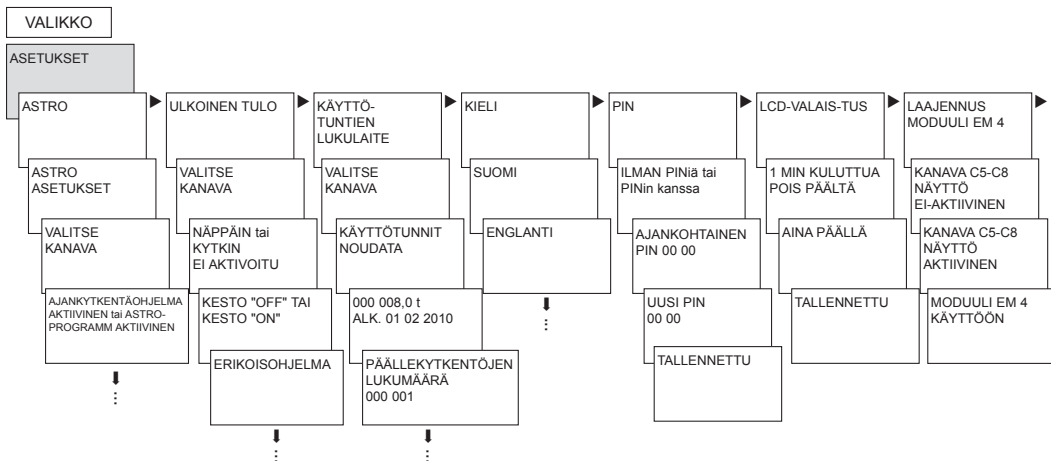 VALIKKO
ASETUKSET
ASTRO
ASTRO
ASETUKSET
VALITSE
KANAVA
AJANKYTKENTÄOHJELMA
AKTIIVINEN tai ASTRO-
PROGRAMM AKTIIVINEN
ULKOINEN TULO
VALITSE
KANAVA
NÄPPÄIN tai
KYTKIN
EI AKTIVOITU
KESTO "OFF" TAI
KESTO "ON"
ERIKOISOHJELMA
KÄYTTÖ-
TUNTIEN
LUKULAITE
VALITSE
KANAVA
KÄYTTÖTUNNIT
NOUDATA
000 008,0 t
ALK. 01 02 2010
PÄÄLLEKYTKENTÖJEN
LUKUMÄÄRÄ
000 001
KIELI
SUOMI
ENGLANTI
PIN
ILMAN PINiä tai
PINin kanssa
AJANKOHTAINEN
PIN 00 00
UUSI PIN
00 00
TALLENNETTU
LCD-VALAIS-TUS
1 MIN KULUTTUA
POIS PÄÄLTÄ
AINA PÄÄLLÄ
TALLENNETTU
LAAJENNUS
MODUULI EM 4
KANAVA C5-C8
NÄYTTÖ
EI-AKTIIVINEN
KANAVA C5-C8
NÄYTTÖ
AKTIIVINEN
MODUULI EM 4
KÄYTTÖÖN